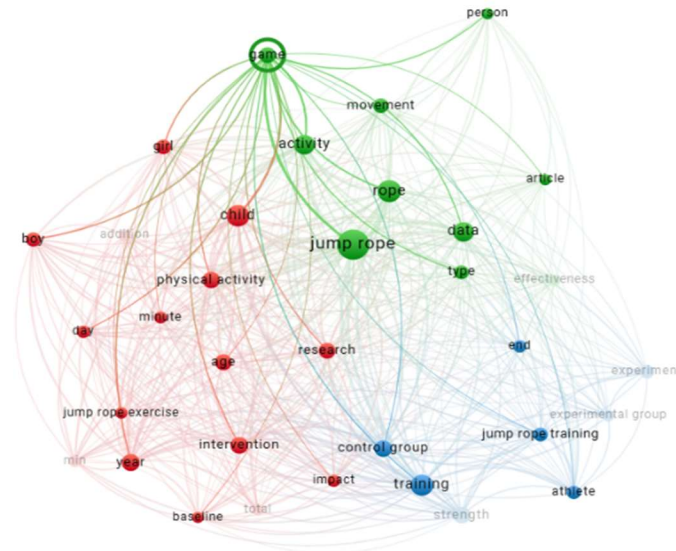 person
game
movement
girl
activity
article
rope
child
data
boy
addition
jump rope
type
physical activity
effectiveness
minute
day
end
research
age
experimen
jump rope exercise
experimental group
jump rope training
intervention
control group
min
year
impact
training
athlete
total
baseline
strength